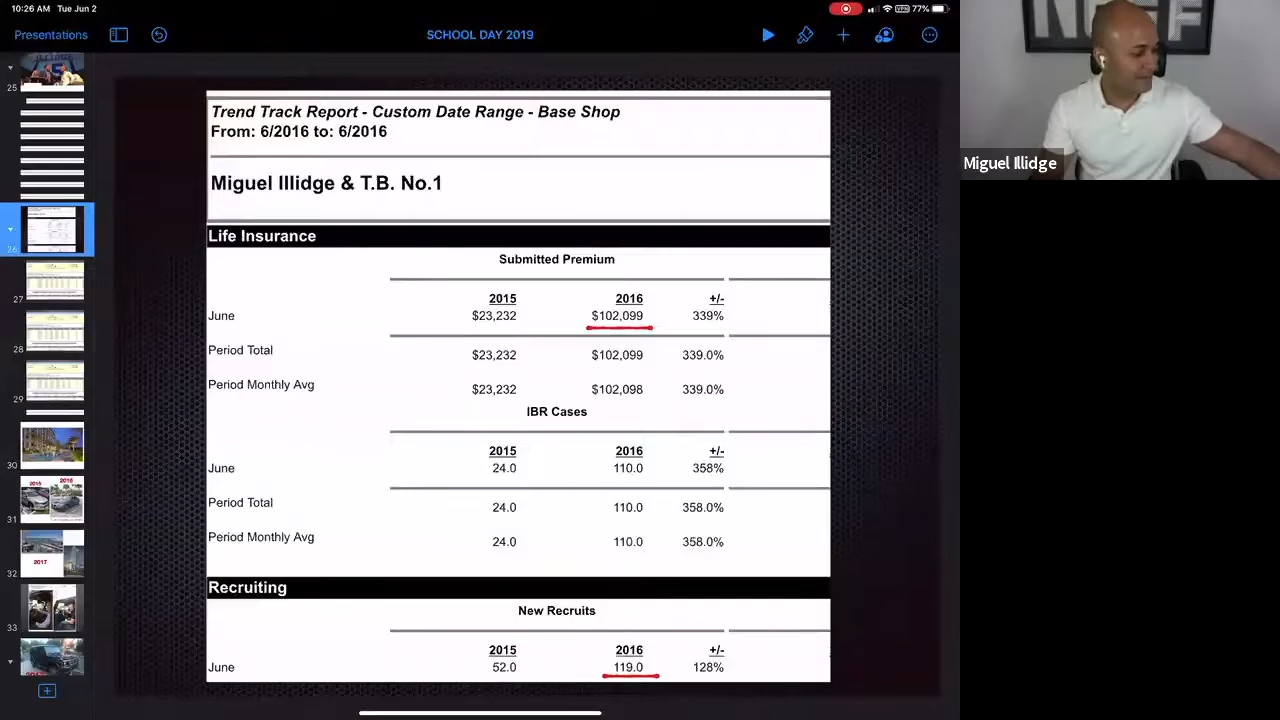 10:26 AM Tue Jun 2
VPN 77%
Presentations
SCHOOL DAY 2019
Miguel Illidge
Trend Track Report - Custom Date Range - Base Shop
From: 6/2016 to: 6/2016
Miguel Illidge & T.B. No.1
Life Insurance
Submitted Premium
2015 2016 +/-
June $23,232 $102,099 339%
Period Total $23,232 $102,099 339.0%
Period Monthly Avg $23,232 $102,098 339.0%
IBR Cases
2015 2016 +/-
June 24.0 110.0 358%
Period Total 24.0 110.0 358.0%
Period Monthly Avg 24.0 110.0 358.0%
Recruiting
New Recruits
2015 2016 +/-
June 52.0 119.0 128%
25
26
27
28
29
30
2015 2016
31
2017
32
33